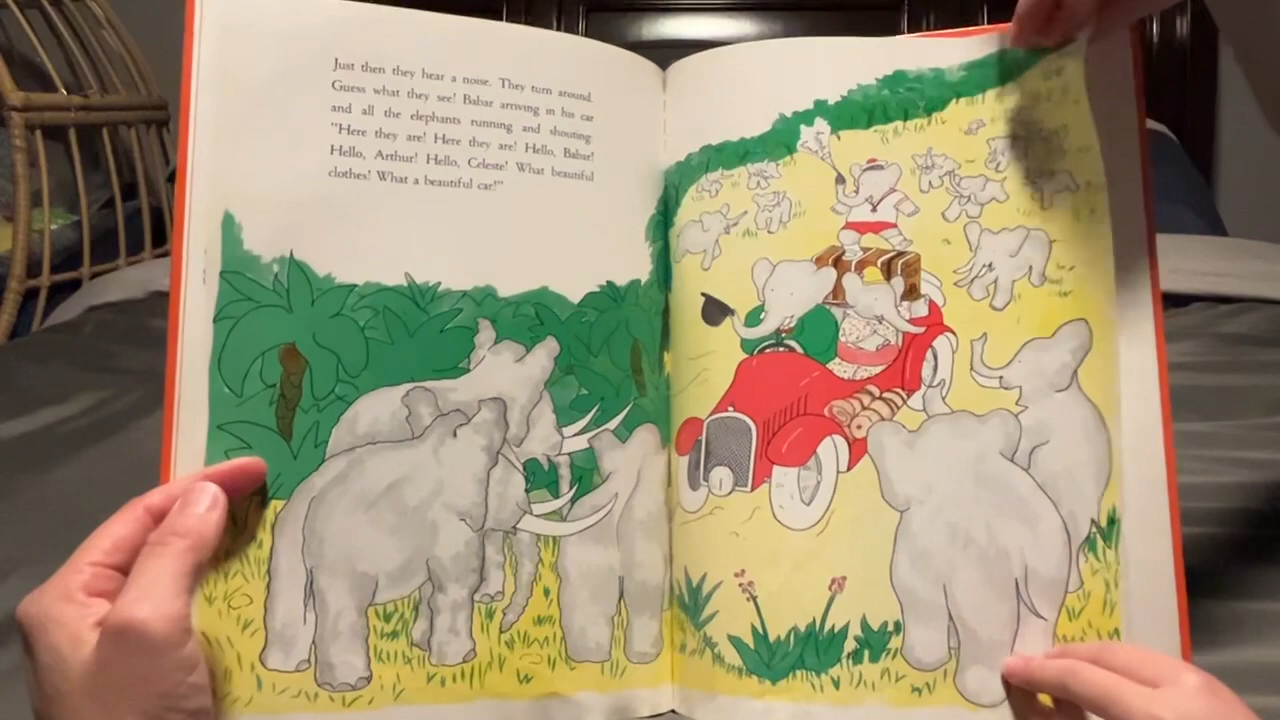 Just then they hear a noise. They turn around.
Guess what they see! Babar arriving in his car
and all the elephants running and shouting:
"Here they are! Here they are! Hello, Babar!
Hello, Arthur! Hello, Celeste! What beautiful
clothes! What a beautiful car!"